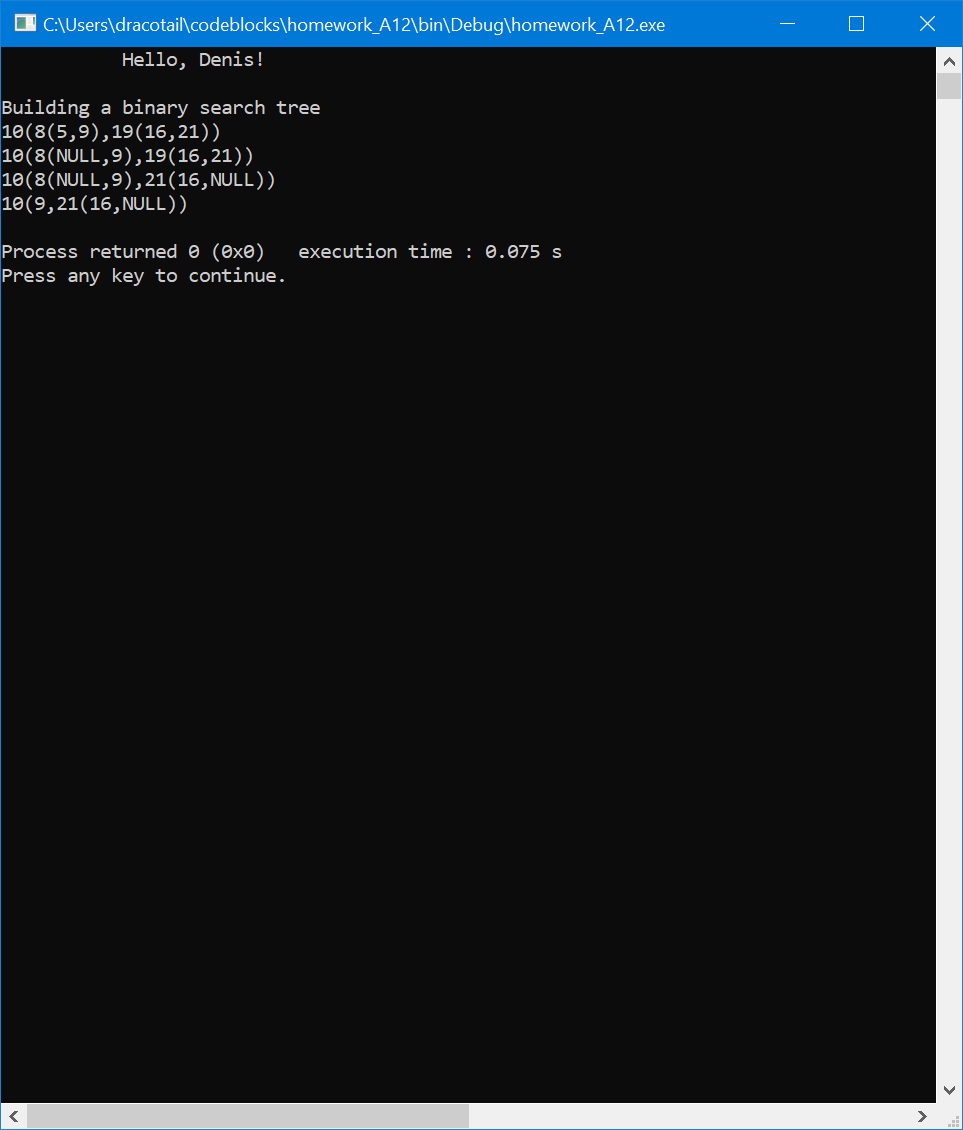 C:\Users\dracotail\codeblocks\homework_A12\bin\Debug\homework_A12.exe
Hello, Denis!
Building a binary search tree
10(8(5,9),19(16,21))
10(8(NULL,9),19(16,21))
10(8(NULL,9),21(16,NULL))
10(9,21(16,NULL))
Process returned 0 (0x0)   execution time : 0.075 s
Press any key to continue.